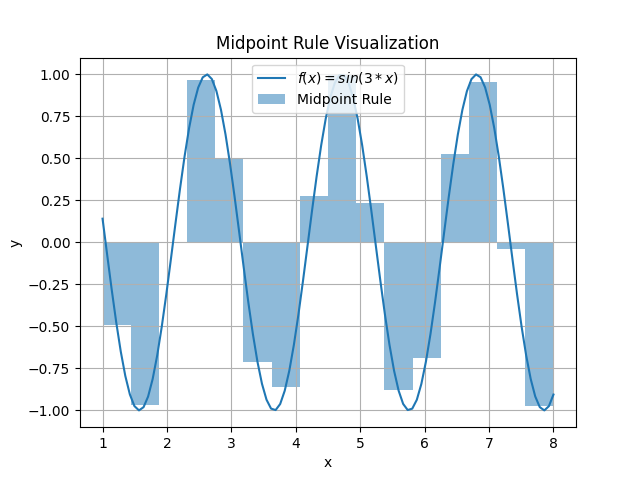 Midpoint Rule Visualization
f(x) = sin(3 * x)
Midpoint Rule
1.00
0.75
0.50
0.25
0.00
−0.25
−0.50
−0.75
−1.00
y
1 2 3 4 5 6 7 8
x